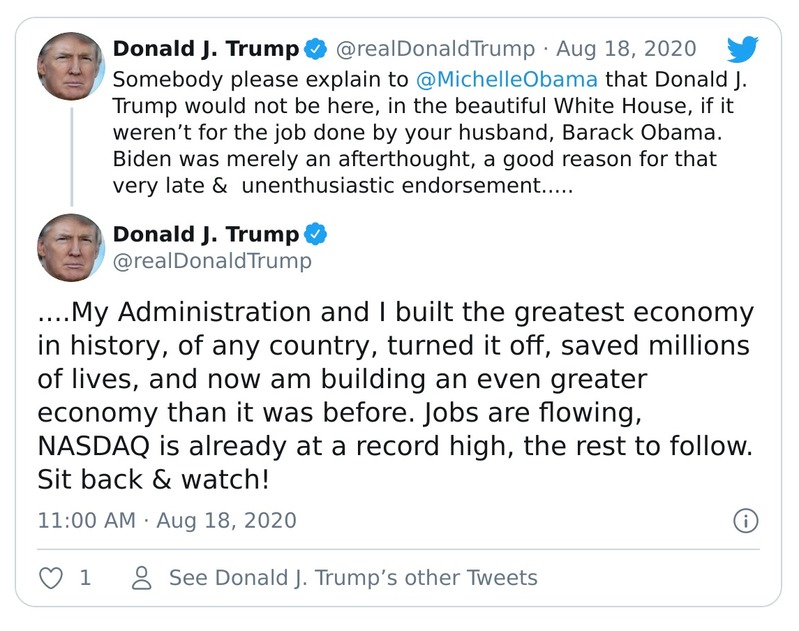 Donald J. Trump @realDonaldTrump · Aug 18, 2020
Somebody please explain to @MichelleObama that Donald J.
Trump would not be here, in the beautiful White House, if it
weren’t for the job done by your husband, Barack Obama.
Biden was merely an afterthought, a good reason for that
very late &  unenthusiastic endorsement.....
Donald J. Trump
@realDonaldTrump
....My Administration and I built the greatest economy
in history, of any country, turned it off, saved millions
of lives, and now am building an even greater
economy than it was before. Jobs are flowing,
NASDAQ is already at a record high, the rest to follow.
Sit back & watch!
11:00 AM · Aug 18, 2020
1 See Donald J. Trump’s other Tweets